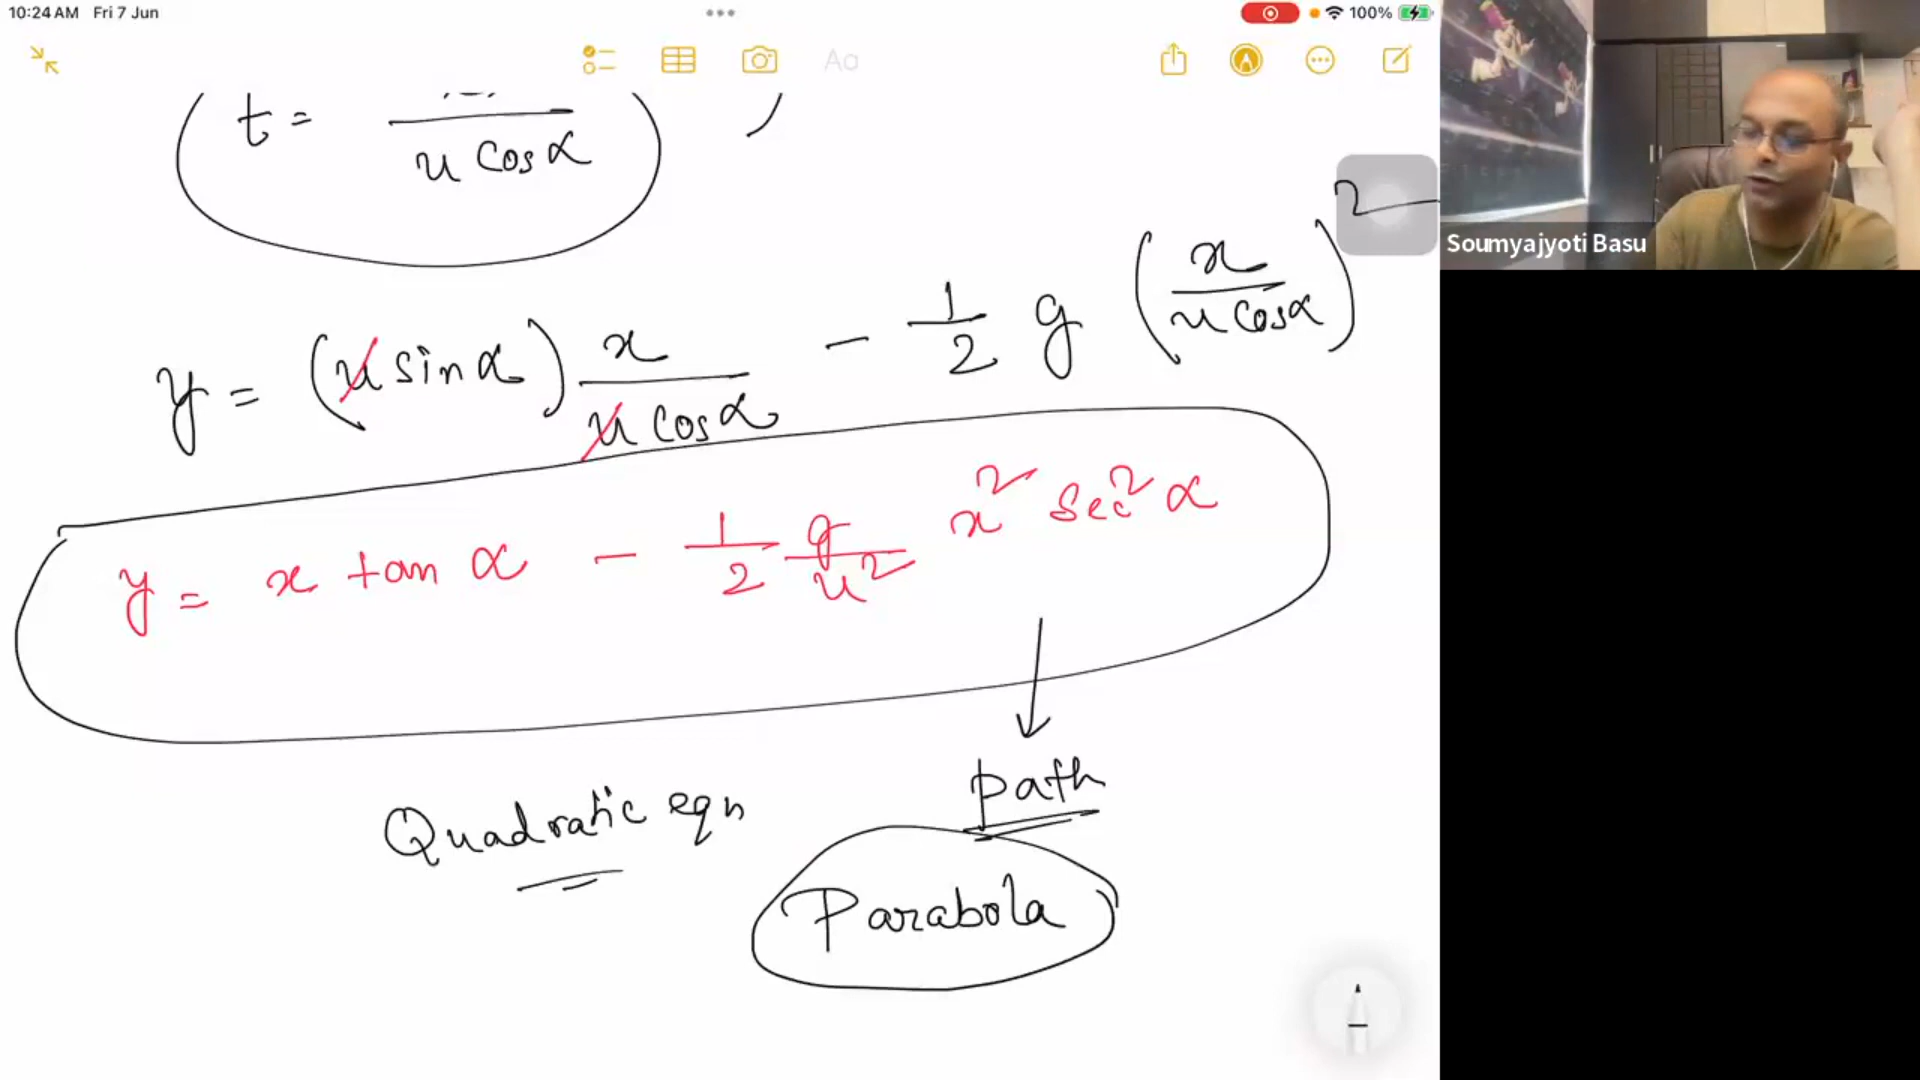 10:24 AM Fri 7 Jun
100%
Aa
t = x / u cos α ,
y = (u sin α) x / u cos α - 1/2 g (x / u cos α)²
y = x tan α - 1/2 g/u² x² sec² α
path
Quadratic eqn
Parabola
Soumyajyoti Basu